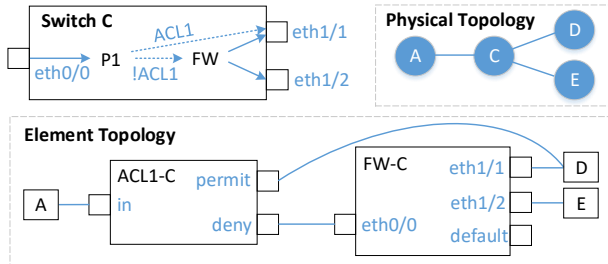 Switch C
ACL1
eth1/1
P1
FW
eth0/0
!ACL1
eth1/2
Physical Topology
A
C
D
E
Element Topology
ACL1-C
permit
A
in
deny
FW-C
eth1/1
D
eth1/2
E
eth0/0
default